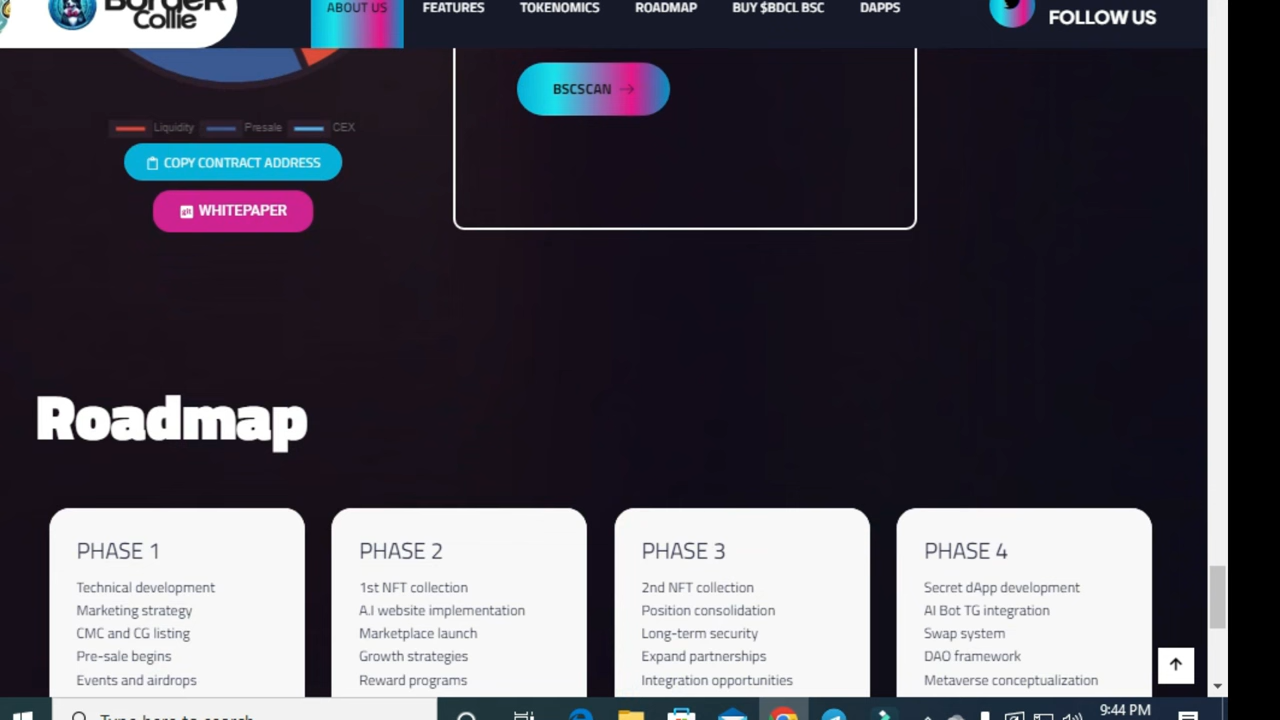 Border
Collie
ABOUT US
FEATURES
TOKENOMICS
ROADMAP
BUY $BDCL BSC
DAPPS
FOLLOW US
BSCSCAN
Liquidity
Presale
CEX
COPY CONTRACT ADDRESS
WHITEPAPER
Roadmap
PHASE 1
Technical development
Marketing strategy
CMC and CG listing
Pre-sale begins
Events and airdrops
PHASE 2
1st NFT collection
A.I website implementation
Marketplace launch
Growth strategies
Reward programs
PHASE 3
2nd NFT collection
Position consolidation
Long-term security
Expand partnerships
Integration opportunities
PHASE 4
Secret dApp development
AI Bot TG integration
Swap system
DAO framework
Metaverse conceptualization
Type here to search
9:44 PM